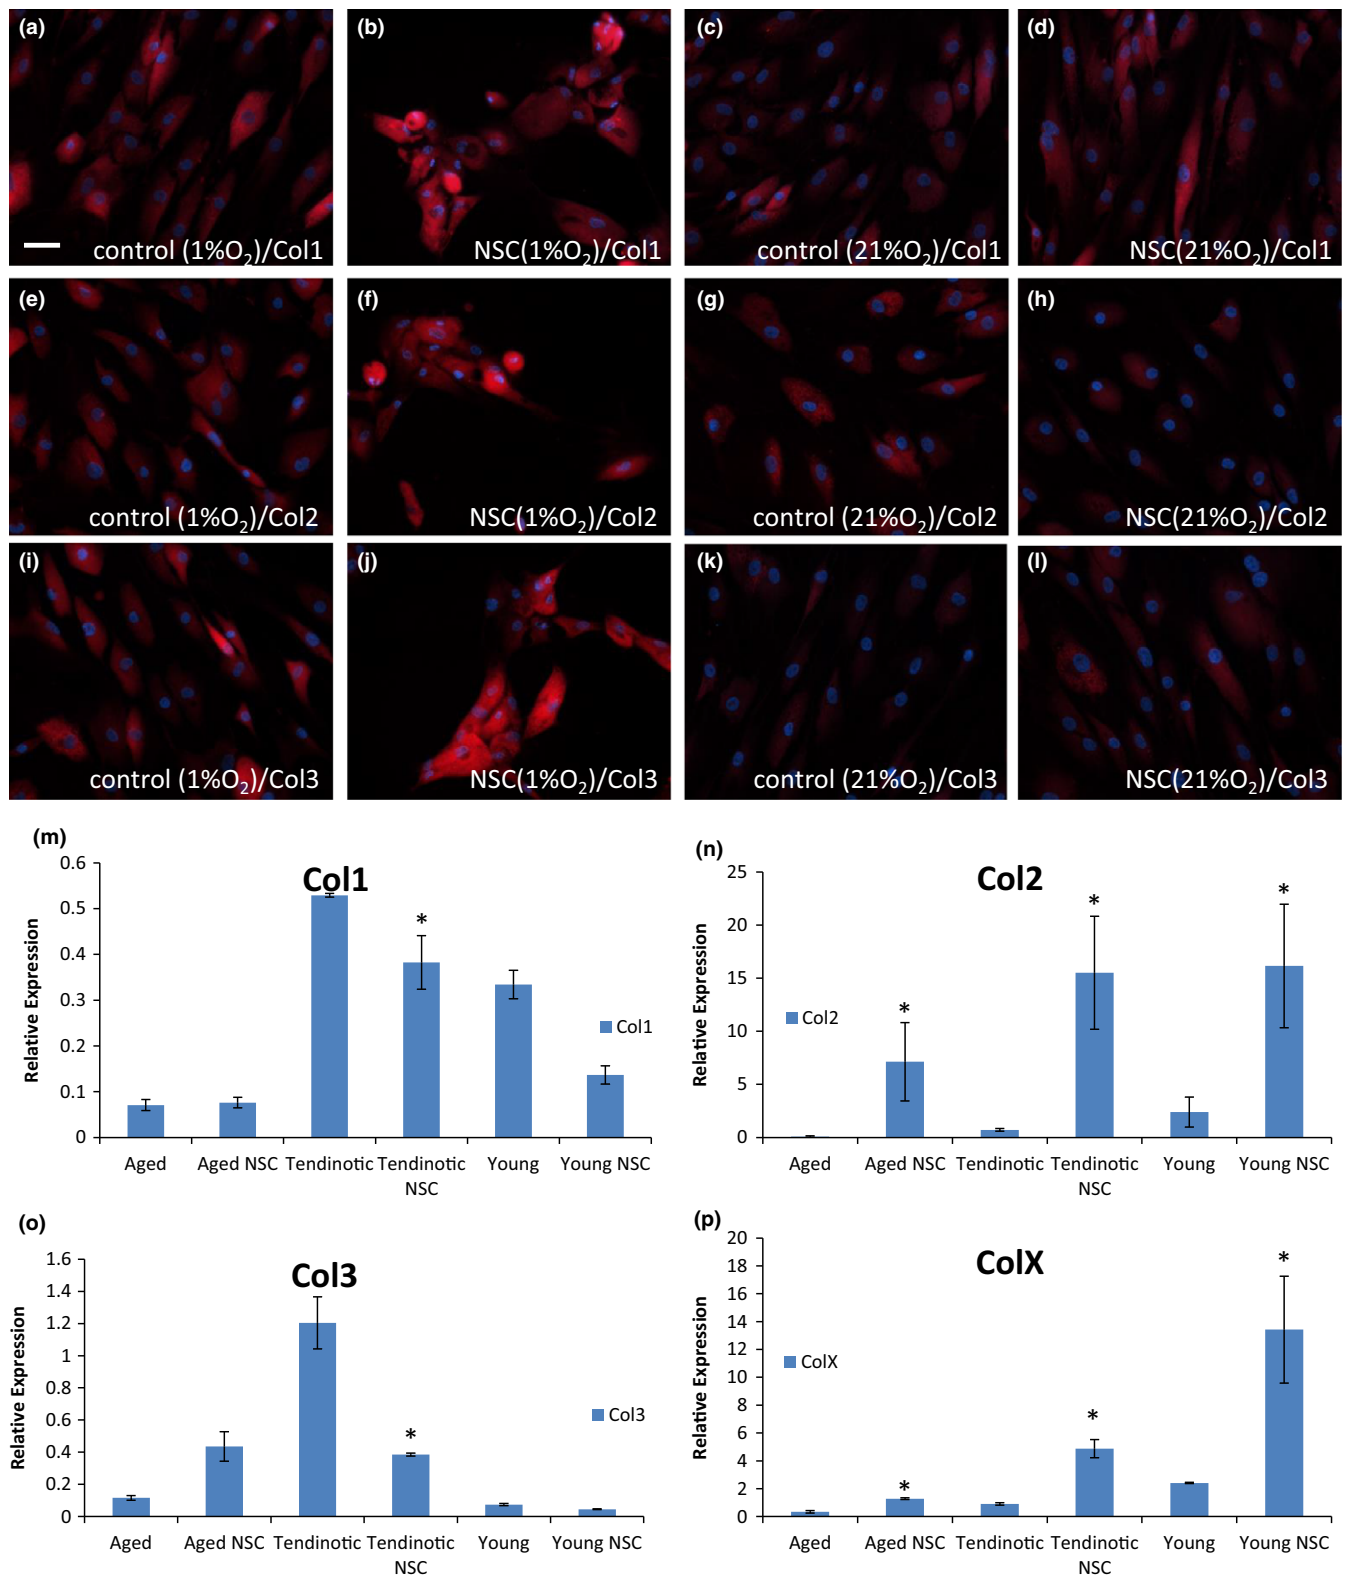 (a)
control (1%O₂)/Col1
(b)
NSC(1%O₂)/Col1
(c)
control (21%O₂)/Col1
(d)
NSC(21%O₂)/Col1
(e)
control (1%O₂)/Col2
(f)
NSC(1%O₂)/Col2
(g)
control (21%O₂)/Col2
(h)
NSC(21%O₂)/Col2
(i)
control (1%O₂)/Col3
(j)
NSC(1%O₂)/Col3
(k)
control (21%O₂)/Col3
(l)
NSC(21%O₂)/Col3
(m)
Col1
Relative Expression
0.6
0.5
0.4
0.3
0.2
0.1
0
*
Col1
Aged
Aged NSC
Tendinotic
Tendinotic
NSC
Young
Young NSC
(n)
Col2
Relative Expression
25
20
15
10
5
0
Col2
*
*
*
Aged
Aged NSC
Tendinotic
Tendinotic
NSC
Young
Young NSC
(o)
Col3
Relative Expression
1.6
1.4
1.2
1
0.8
0.6
0.4
0.2
0
*
Col3
Aged
Aged NSC
Tendinotic
Tendinotic
NSC
Young
Young NSC
(p)
ColX
Relative Expression
20
18
16
14
12
10
8
6
4
2
0
ColX
*
*
*
Aged
Aged NSC
Tendinotic
Tendinotic
NSC
Young
Young NSC